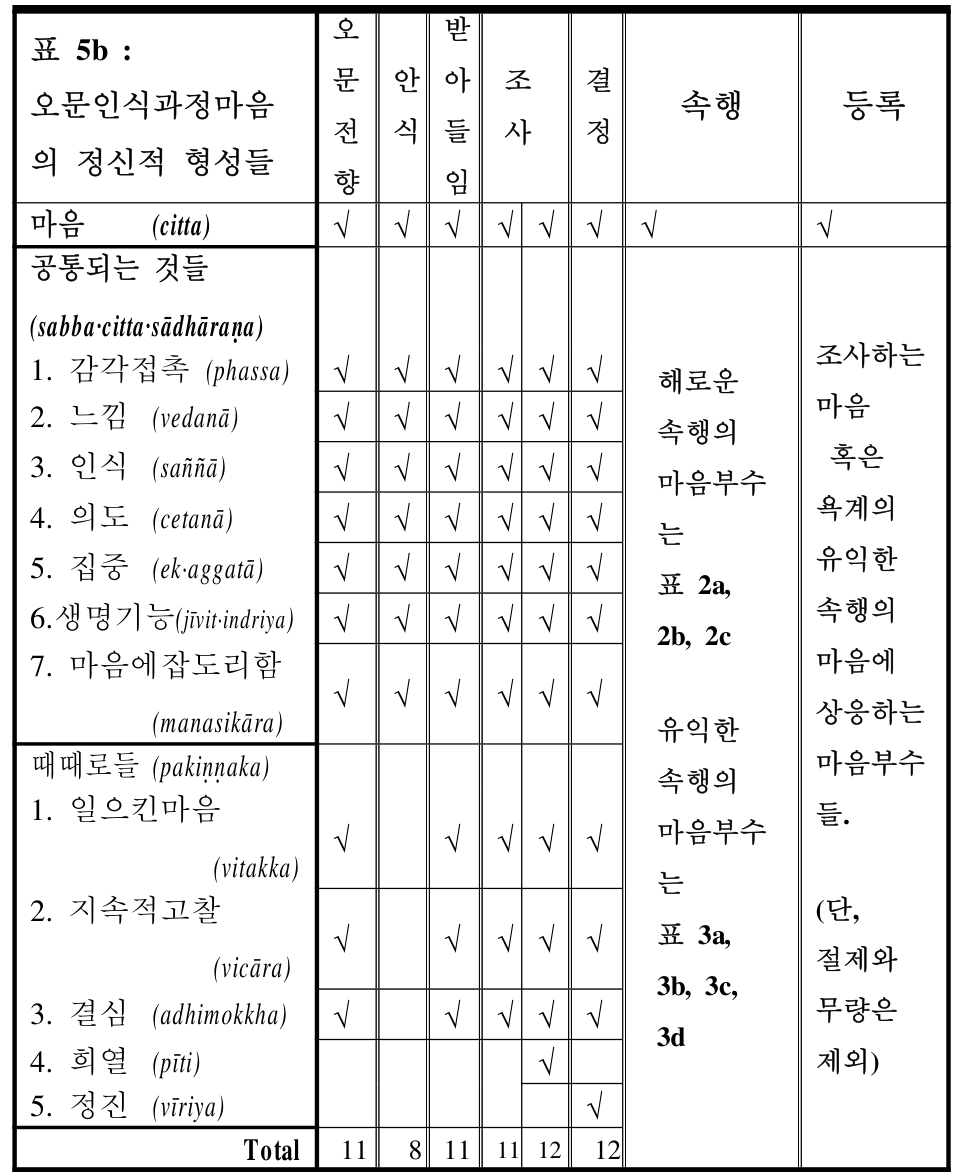 표 5b :
오문인식과정마음
의 정신적 형성들
오문전향 안식 받아들임 조사 결정 속행 등록
마음 (citta) √ √ √ √ √ √ √ √
공통되는 것들
(sabba·citta·sādhāraṇa)
1. 감각접촉 (phassa) √ √ √ √ √ √
2. 느낌 (vedanā) √ √ √ √ √ √
3. 인식 (saññā) √ √ √ √ √ √
4. 의도 (cetanā) √ √ √ √ √ √
5. 집중 (ek·aggatā) √ √ √ √ √ √
6.생명기능(jīvit·indriya) √ √ √ √ √ √
7. 마음에잡도리함
(manasikāra) √ √ √ √ √ √
때때로들 (pakiṇṇaka)
1. 일으킨마음
(vitakka) √ √ √ √ √
2. 지속적고찰
(vicāra) √ √ √ √ √
3. 결심 (adhimokkha) √ √ √ √ √
4. 희열 (pīti) √
5. 정진 (vīriya) √
Total 11 8 11 11 12 12
해로운
속행의
마음부수
는
표 2a,
2b, 2c
유익한
속행의
마음부수
는
표 3a,
3b, 3c,
3d
조사하는
마음
혹은
욕계의
유익한
속행의
마음에
상응하는
마음부수
들.
(단,
절제와
무량은
제외)